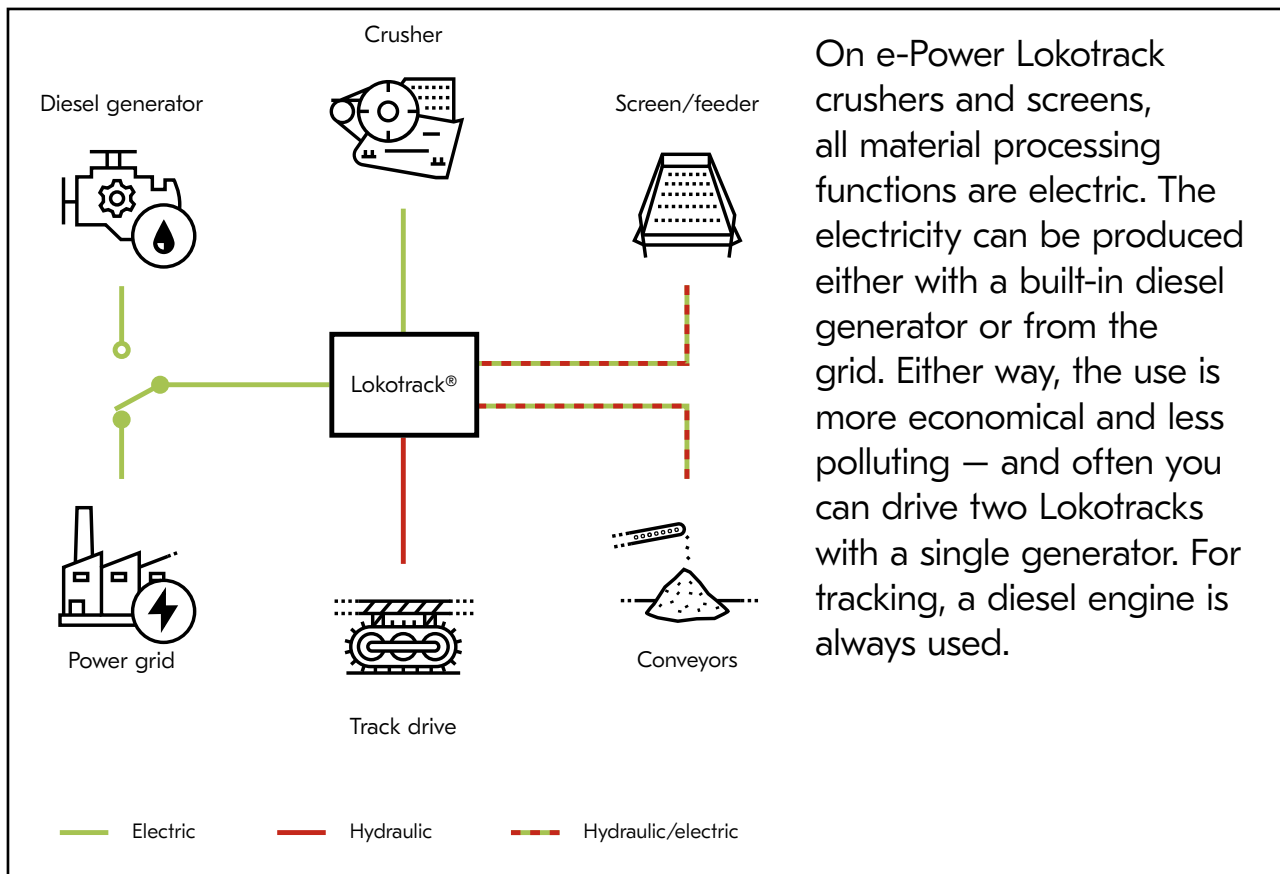 Crusher
Diesel generator
Screen/feeder
Lokotrack®
Power grid
Conveyors
Track drive
Electric
Hydraulic
Hydraulic/electric
On e-Power Lokotrack
crushers and screens,
all material processing
functions are electric. The
electricity can be produced
either with a built-in diesel
generator or from the
grid. Either way, the use is
more economical and less
polluting — and often you
can drive two Lokotracks
with a single generator. For
tracking, a diesel engine is
always used.